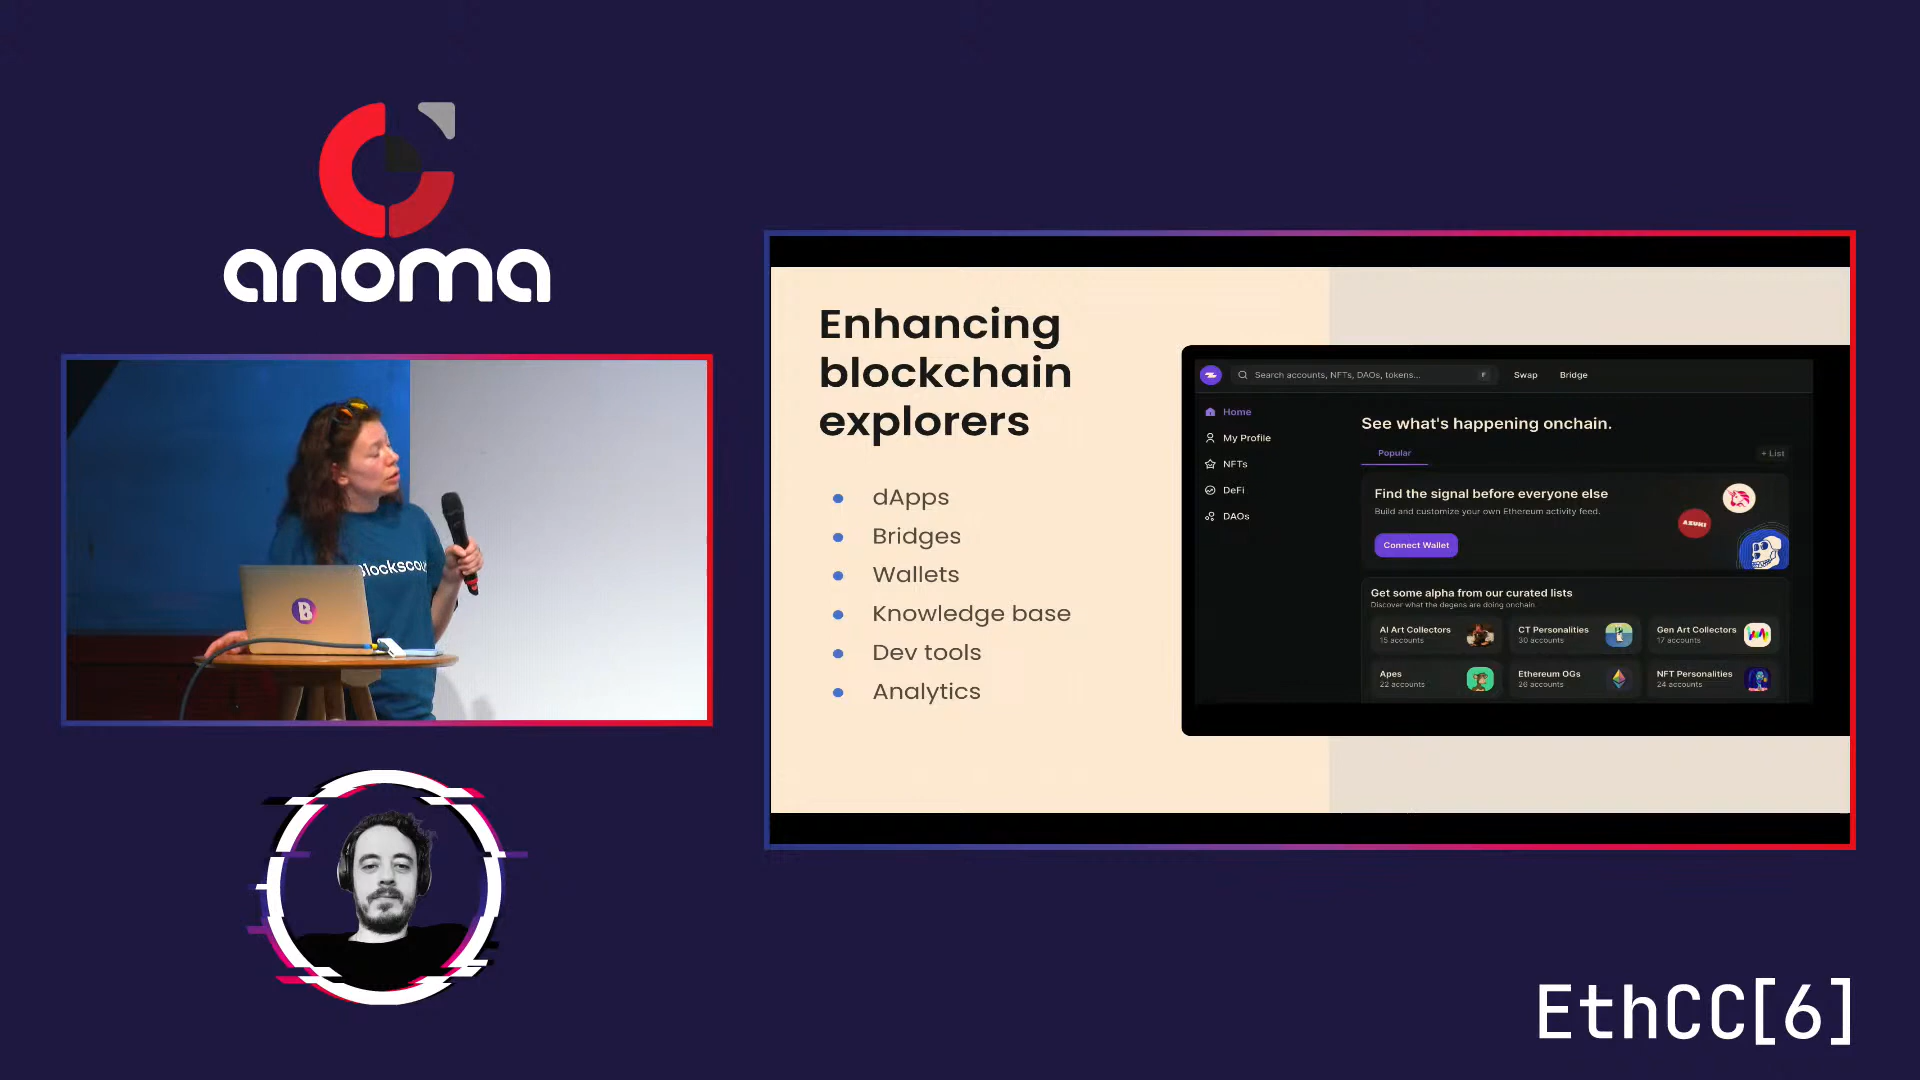 anoma
Blockscou
B
Enhancing
blockchain
explorers
dApps
Bridges
Wallets
Knowledge base
Dev tools
Analytics
Search accounts, NFTs, DAOs, tokens...
F
Swap
Bridge
Home
My Profile
NFTs
DeFi
DAOs
See what's happening onchain.
Popular
+ List
Find the signal before everyone else
Build and customize your own Ethereum activity feed.
Connect Wallet
AZUKI
Get some alpha from our curated lists
Discover what the degens are doing onchain.
AI Art Collectors
15 accounts
CT Personalities
30 accounts
Gen Art Collectors
17 accounts
Apes
22 accounts
Ethereum OGs
26 accounts
NFT Personalities
24 accounts
EthCC[6]